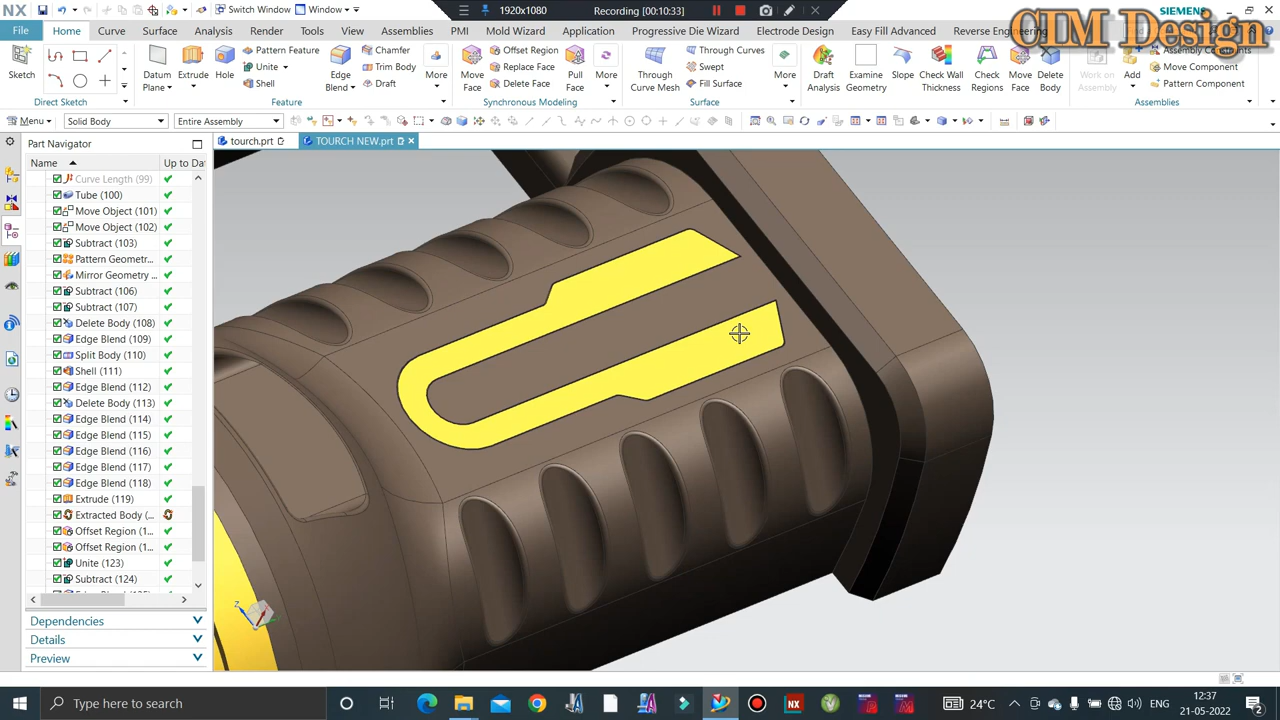 NX
Switch Window
Window
1920x1080
Recording [00:10:33]
SIEMENS
CIM Design
File
Home
Curve
Surface
Analysis
Render
Tools
View
Assemblies
PMI
Mold Wizard
Application
Progressive Die Wizard
Electrode Design
Easy Fill Advanced
Reverse Engineering
Sketch
Datum Plane
Extrude
Hole
Pattern Feature
Unite
Shell
Edge Blend
Chamfer
Trim Body
Draft
More
Move Face
Offset Region
Replace Face
Delete Face
Pull Face
More
Through Curve Mesh
Through Curves
Swept
Fill Surface
More
Draft Analysis
Examine Geometry
Slope
Check Wall Thickness
Check Regions
Move Face
Delete Body
Work on Assembly
Add
Assembly Constraints
Move Component
Pattern Component
Direct Sketch
Feature
Synchronous Modeling
Surface
Assemblies
Menu
Solid Body
Entire Assembly
Part Navigator
tourch.prt
TOURCH NEW.prt
Name
Up to Dat
Curve Length (99)
Tube (100)
Move Object (101)
Move Object (102)
Subtract (103)
Pattern Geometr...
Mirror Geometry ...
Subtract (106)
Subtract (107)
Delete Body (108)
Edge Blend (109)
Split Body (110)
Shell (111)
Edge Blend (112)
Delete Body (113)
Edge Blend (114)
Edge Blend (115)
Edge Blend (116)
Edge Blend (117)
Edge Blend (118)
Extrude (119)
Extracted Body (...
Offset Region (1...
Offset Region (1...
Unite (123)
Subtract (124)
Dependencies
Details
Preview
Z
Type here to search
24°C
ENG
12:37
21-05-2022
2